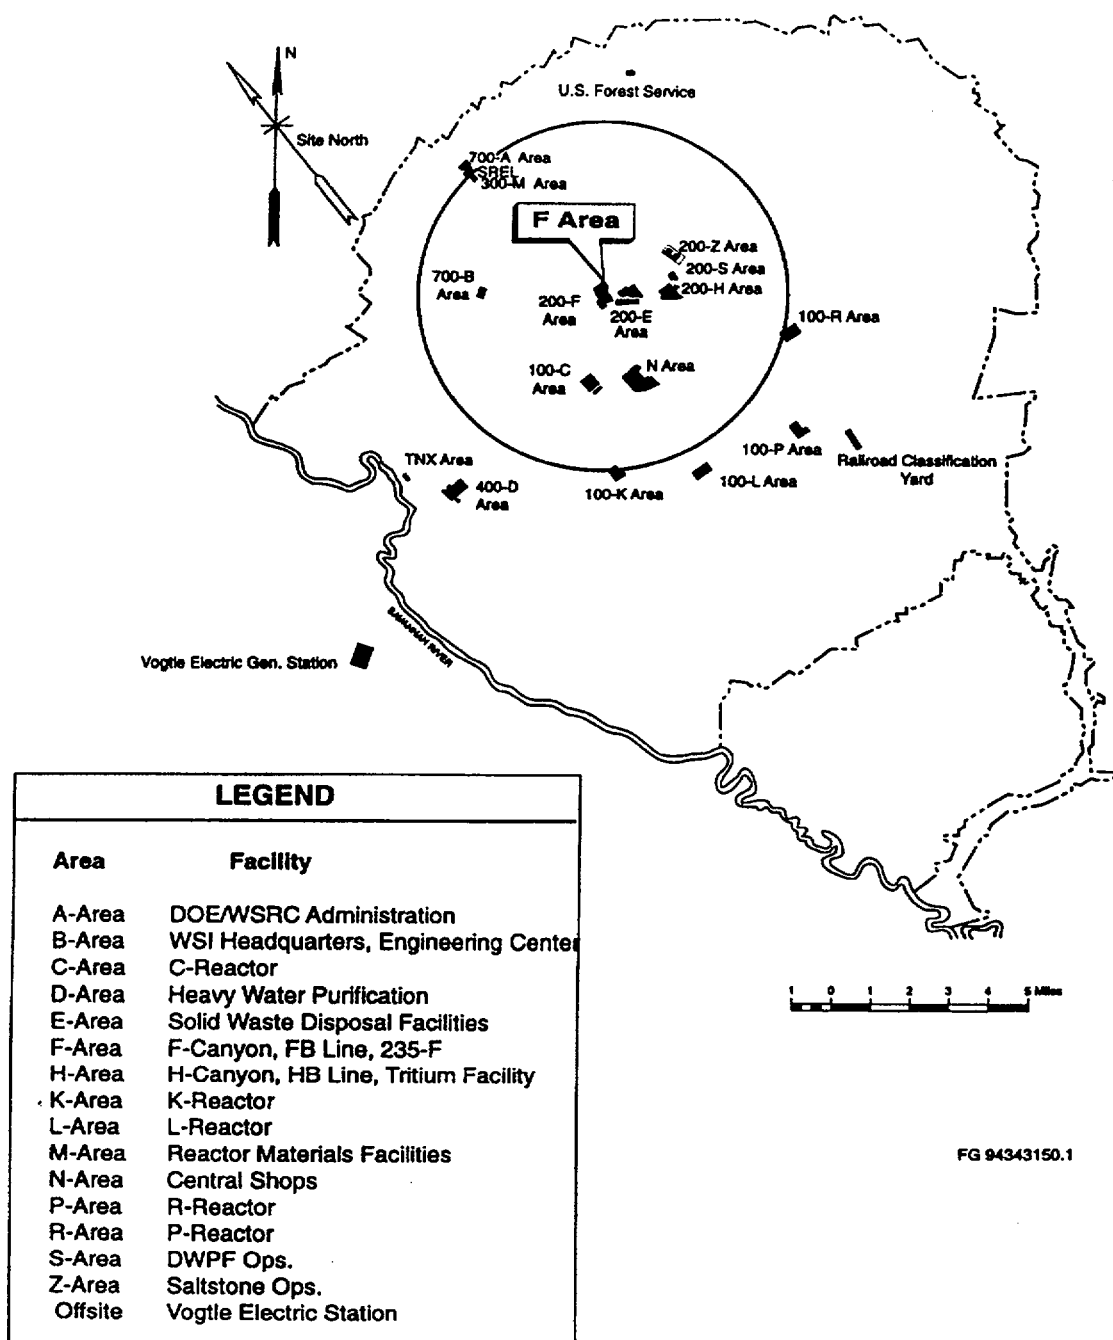 N
Site North
U.S. Forest Service
700-A Area
SREL
300-M Area
F Area
200-Z Area
200-S Area
200-H Area
700-B
Area
200-F
Area
200-E
Area
100-R Area
100-C
Area
N Area
100-P Area
Railroad Classification
Yard
TNX Area
400-D
Area
100-K Area
100-L Area
SAVANNAH RIVER
Vogtle Electric Gen. Station
LEGEND
Area Facility
A-Area DOE/WSRC Administration
B-Area WSI Headquarters, Engineering Center
C-Area C-Reactor
D-Area Heavy Water Purification
E-Area Solid Waste Disposal Facilities
F-Area F-Canyon, FB Line, 235-F
H-Area H-Canyon, HB Line, Tritium Facility
K-Area K-Reactor
L-Area L-Reactor
M-Area Reactor Materials Facilities
N-Area Central Shops
P-Area R-Reactor
R-Area P-Reactor
S-Area DWPF Ops.
Z-Area Saltstone Ops.
Offsite Vogtle Electric Station
1 0 1 2 3 4 5 Miles
FG 94343150.1